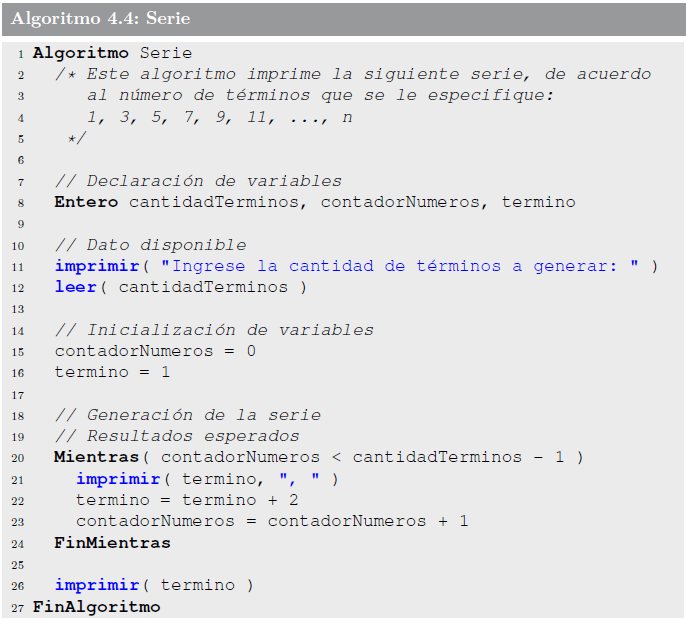 Algoritmo 4.4: Serie
1 Algoritmo Serie
2 /* Este algoritmo imprime la siguiente serie, de acuerdo
3 al número de términos que se le especifique:
4 1, 3, 5, 7, 9, 11, ..., n
5 */
6
7 // Declaración de variables
8 Entero cantidadTerminos, contadorNumeros, termino
9
10 // Dato disponible
11 imprimir( "Ingrese la cantidad de términos a generar: " )
12 leer( cantidadTerminos )
13
14 // Inicialización de variables
15 contadorNumeros = 0
16 termino = 1
17
18 // Generación de la serie
19 // Resultados esperados
20 Mientras( contadorNumeros < cantidadTerminos - 1 )
21 imprimir( termino, ", " )
22 termino = termino + 2
23 contadorNumeros = contadorNumeros + 1
24 FinMientras
25
26 imprimir( termino )
27 FinAlgoritmo